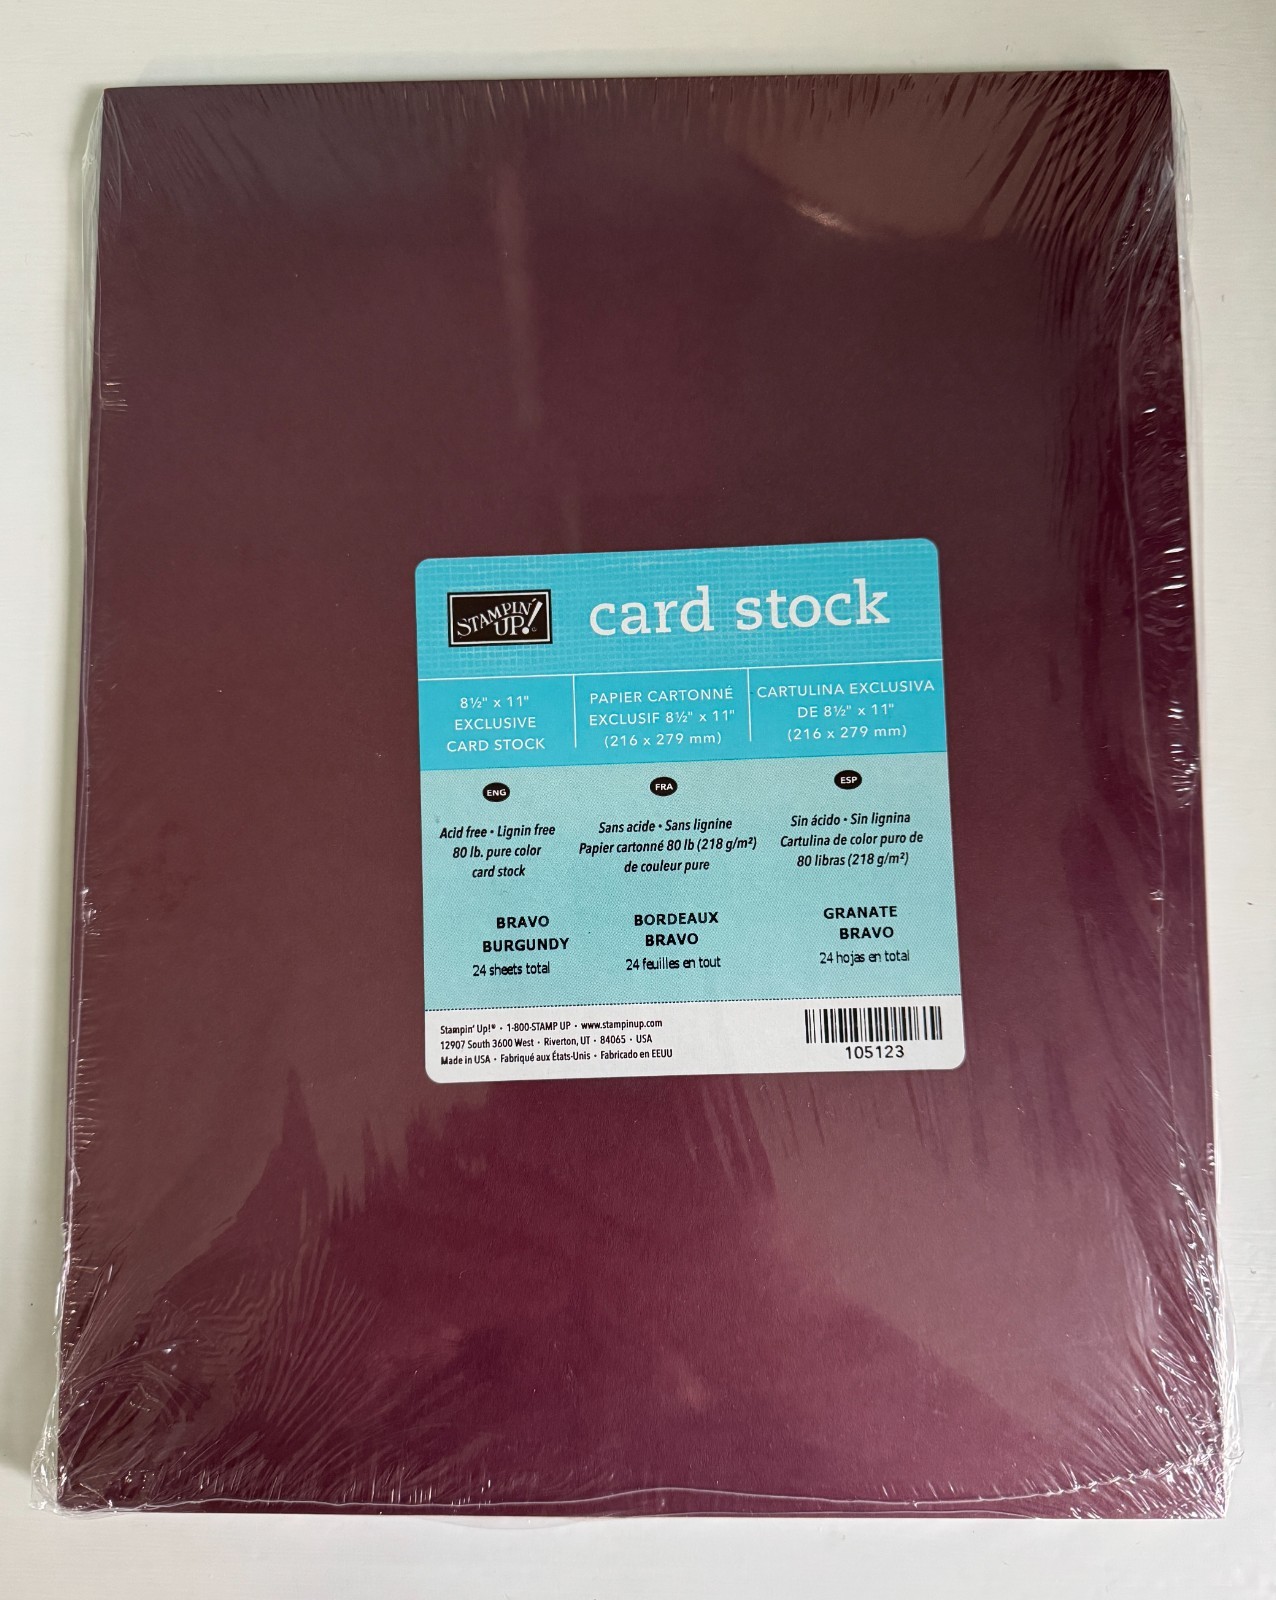 STAMPIN' UP!
card stock
8½" x 11"
EXCLUSIVE
CARD STOCK
PAPIER CARTONNÉ
EXCLUSIF 8½" x 11"
(216 x 279 mm)
CARTULINA EXCLUSIVA
DE 8½" x 11"
(216 x 279 mm)
ENG
Acid free • Lignin free
80 lb. pure color
card stock
BRAVO
BURGUNDY
24 sheets total
FRA
Sans acide • Sans lignine
Papier cartonné 80 lb (218 g/m²)
de couleur pure
BORDEAUX
BRAVO
24 feuilles en tout
ESP
Sin ácido • Sin lignina
Cartulina de color puro de
80 libras (218 g/m²)
GRANATE
BRAVO
24 hojas en total
Stampin' Up!® • 1-800-STAMP UP • www.stampinup.com
12907 South 3600 West • Riverton, UT • 84065 • USA
Made in USA • Fabriqué aux États-Unis • Fabricado en EEUU
105123